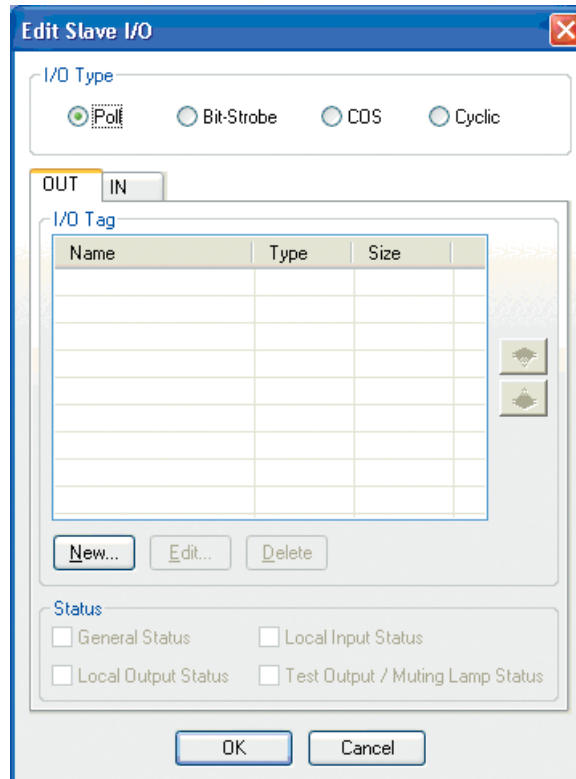 Edit Slave I/O
I/O Type
Poll Bit-Strobe COS Cyclic
OUT IN
I/O Tag
Name Type Size
New... Edit... Delete
Status
General Status Local Input Status
Local Output Status Test Output / Muting Lamp Status
OK Cancel